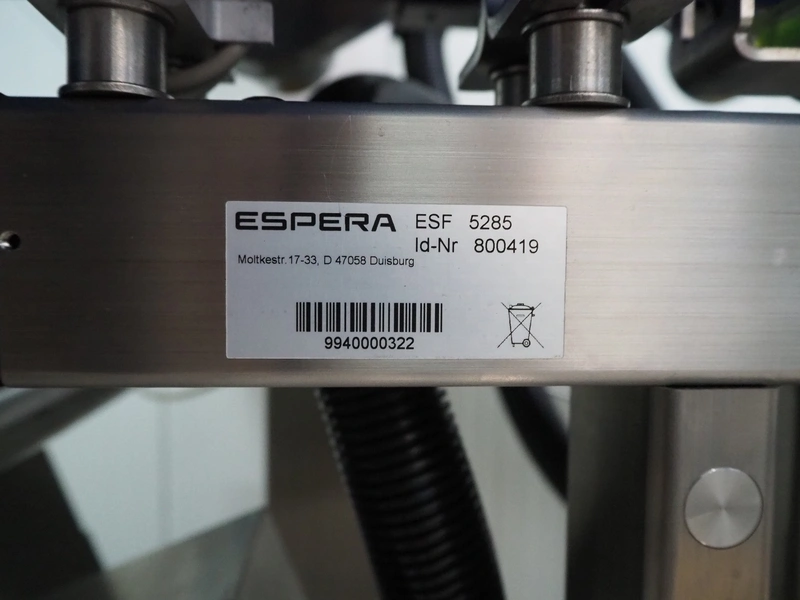 ESPERA ESF 5285
Id-Nr 800419
Moltkestr.17-33, D 47058 Duisburg
9940000322